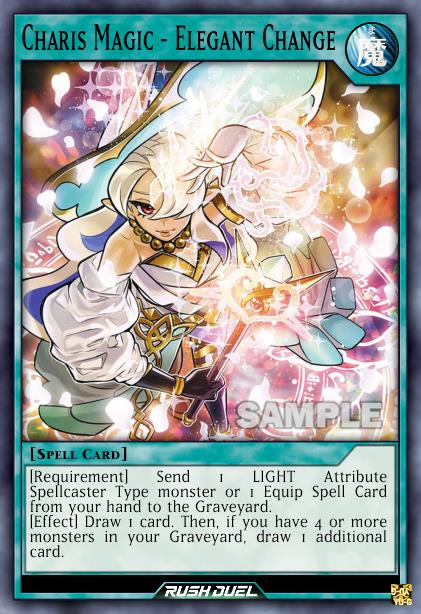 Charis Magic - Elegant Change
ま
魔
SAMPLE
[Spell Card]
[Requirement] Send 1 LIGHT Attribute
Spellcaster Type monster or 1 Equip Spell Card
from your hand to the Graveyard.
[Effect] Draw 1 card. Then, if you have 4 or more
monsters in your Graveyard, draw 1 additional
card.
RUSH DUEL